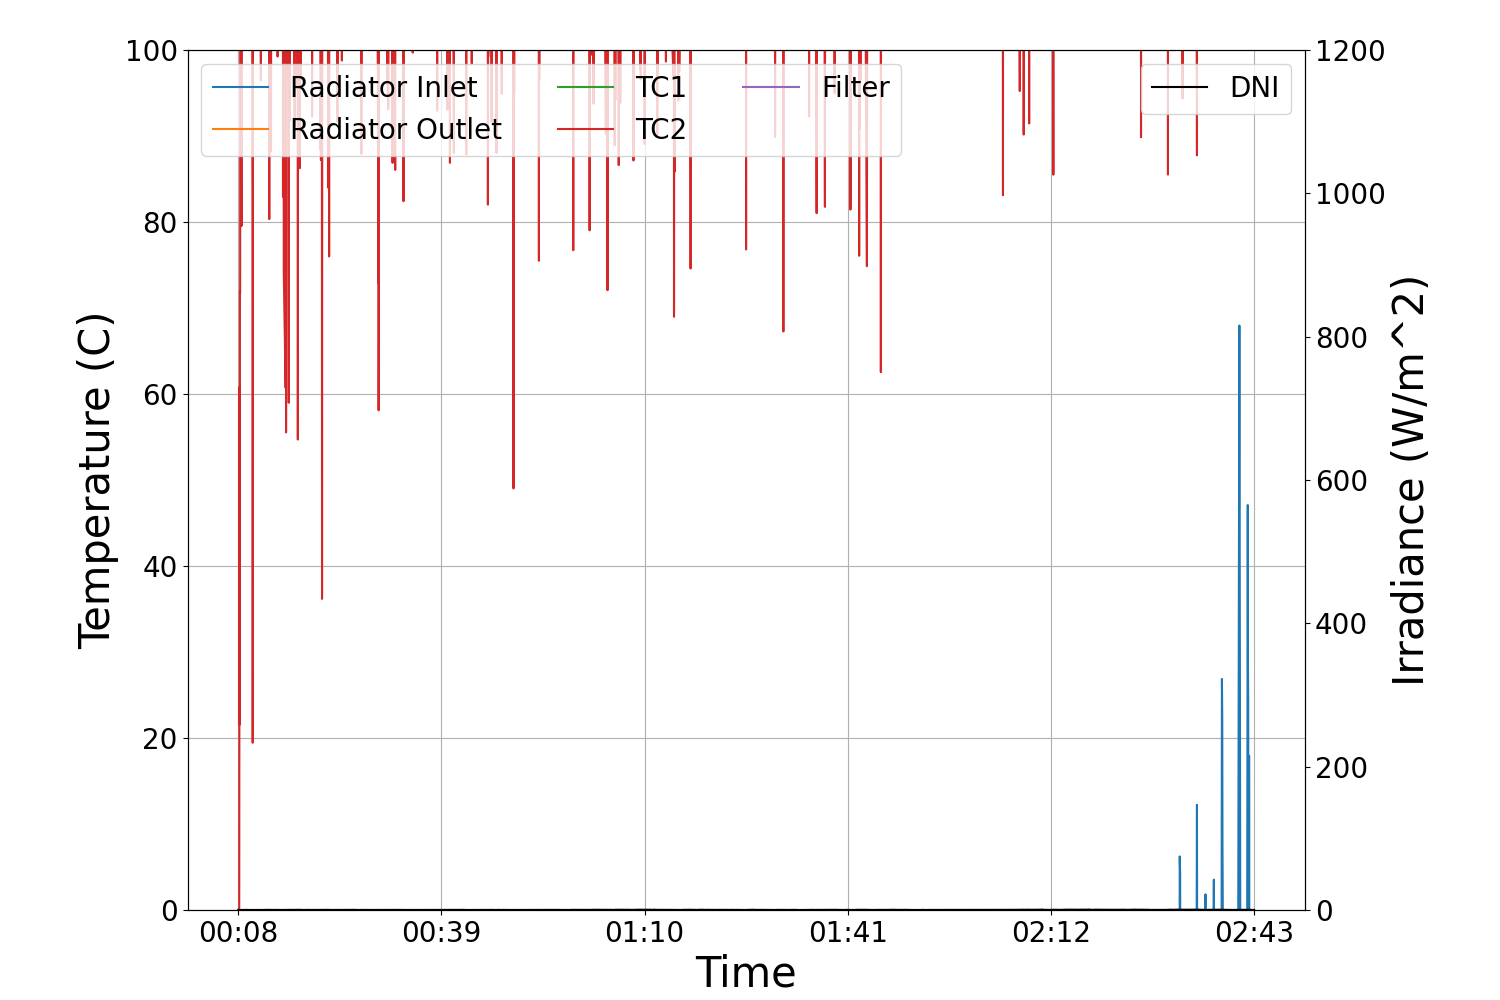 100
80
60
40
20
0
Temperature (C)
Radiator Inlet
Radiator Outlet
TC1
TC2
Filter
DNI
1200
1000
800
600
400
200
0
Irradiance (W/m^2)
00:08
00:39
01:10
01:41
02:12
02:43
Time